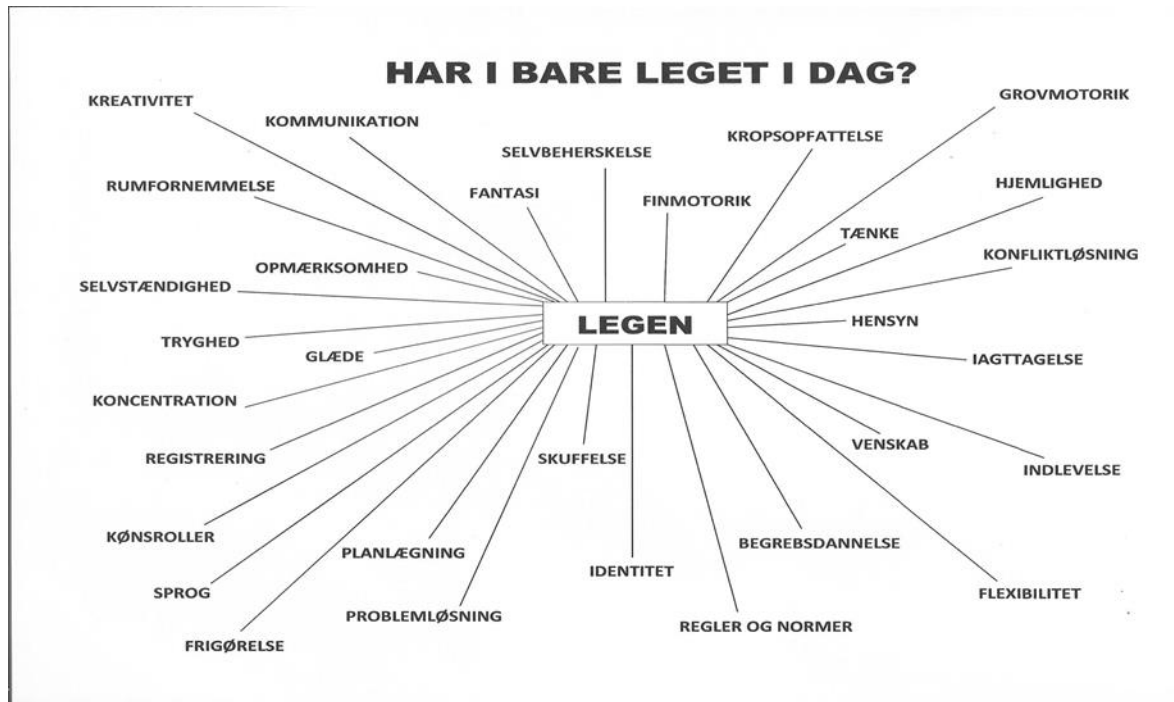 HAR I BARE LEGET I DAG?
KREATIVITET
KOMMUNIKATION
SELVBEHERSKELSE
KROPSOPFATTELSE
GROVMOTORIK
RUMFORNEMMELSE
FANTASI
FINMOTORIK
HJEMLIGHED
TÆNKE
OPMÆRKSOMHED
KONFLIKTLØSNING
SELVSTÆNDIGHED
LEGEN
HENSYN
TRYGHED
GLÆDE
IAGTTAGELSE
KONCENTRATION
VENSKAB
REGISTRERING
SKUFFELSE
INDLEVELSE
KØNSROLLER
PLANLÆGNING
BEGREBSDANNELSE
IDENTITET
SPROG
FLEXIBILITET
PROBLEMLØSNING
REGLER OG NORMER
FRIGØRELSE